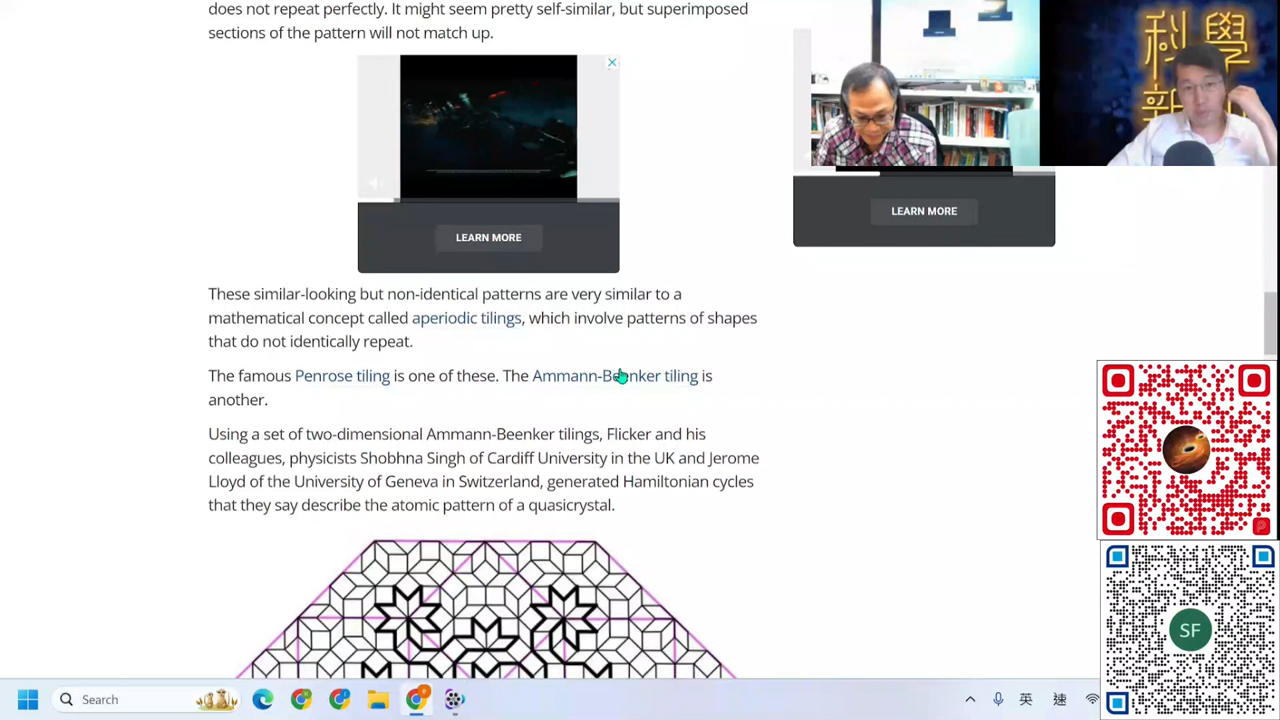 does not repeat perfectly. It might seem pretty self-similar, but superimposed
sections of the pattern will not match up.
LEARN MORE
LEARN MORE
These similar-looking but non-identical patterns are very similar to a
mathematical concept called aperiodic tilings, which involve patterns of shapes
that do not identically repeat.
The famous Penrose tiling is one of these. The Ammann-Beenker tiling is
another.
Using a set of two-dimensional Ammann-Beenker tilings, Flicker and his
colleagues, physicists Shobhna Singh of Cardiff University in the UK and Jerome
Lloyd of the University of Geneva in Switzerland, generated Hamiltonian cycles
that they say describe the atomic pattern of a quasicrystal.
科學
新
SF
Search
英
速